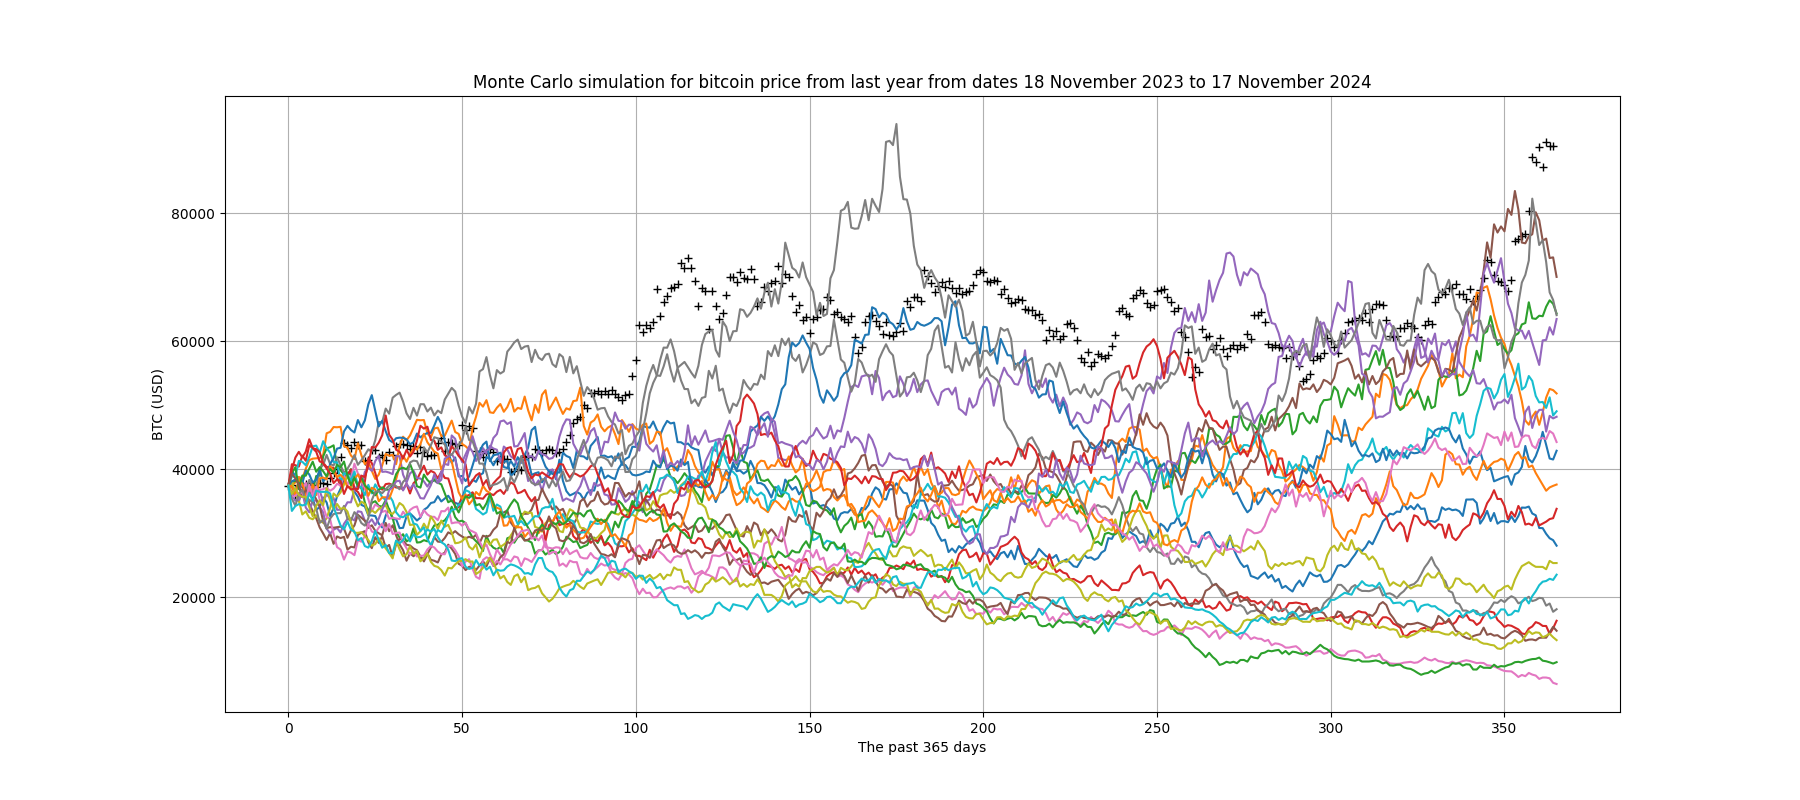 Monte Carlo simulation for bitcoin price from last year from dates 18 November 2023 to 17 November 2024
BTC (USD)
80000
60000
40000
20000
0 50 100 150 200 250 300 350
The past 365 days